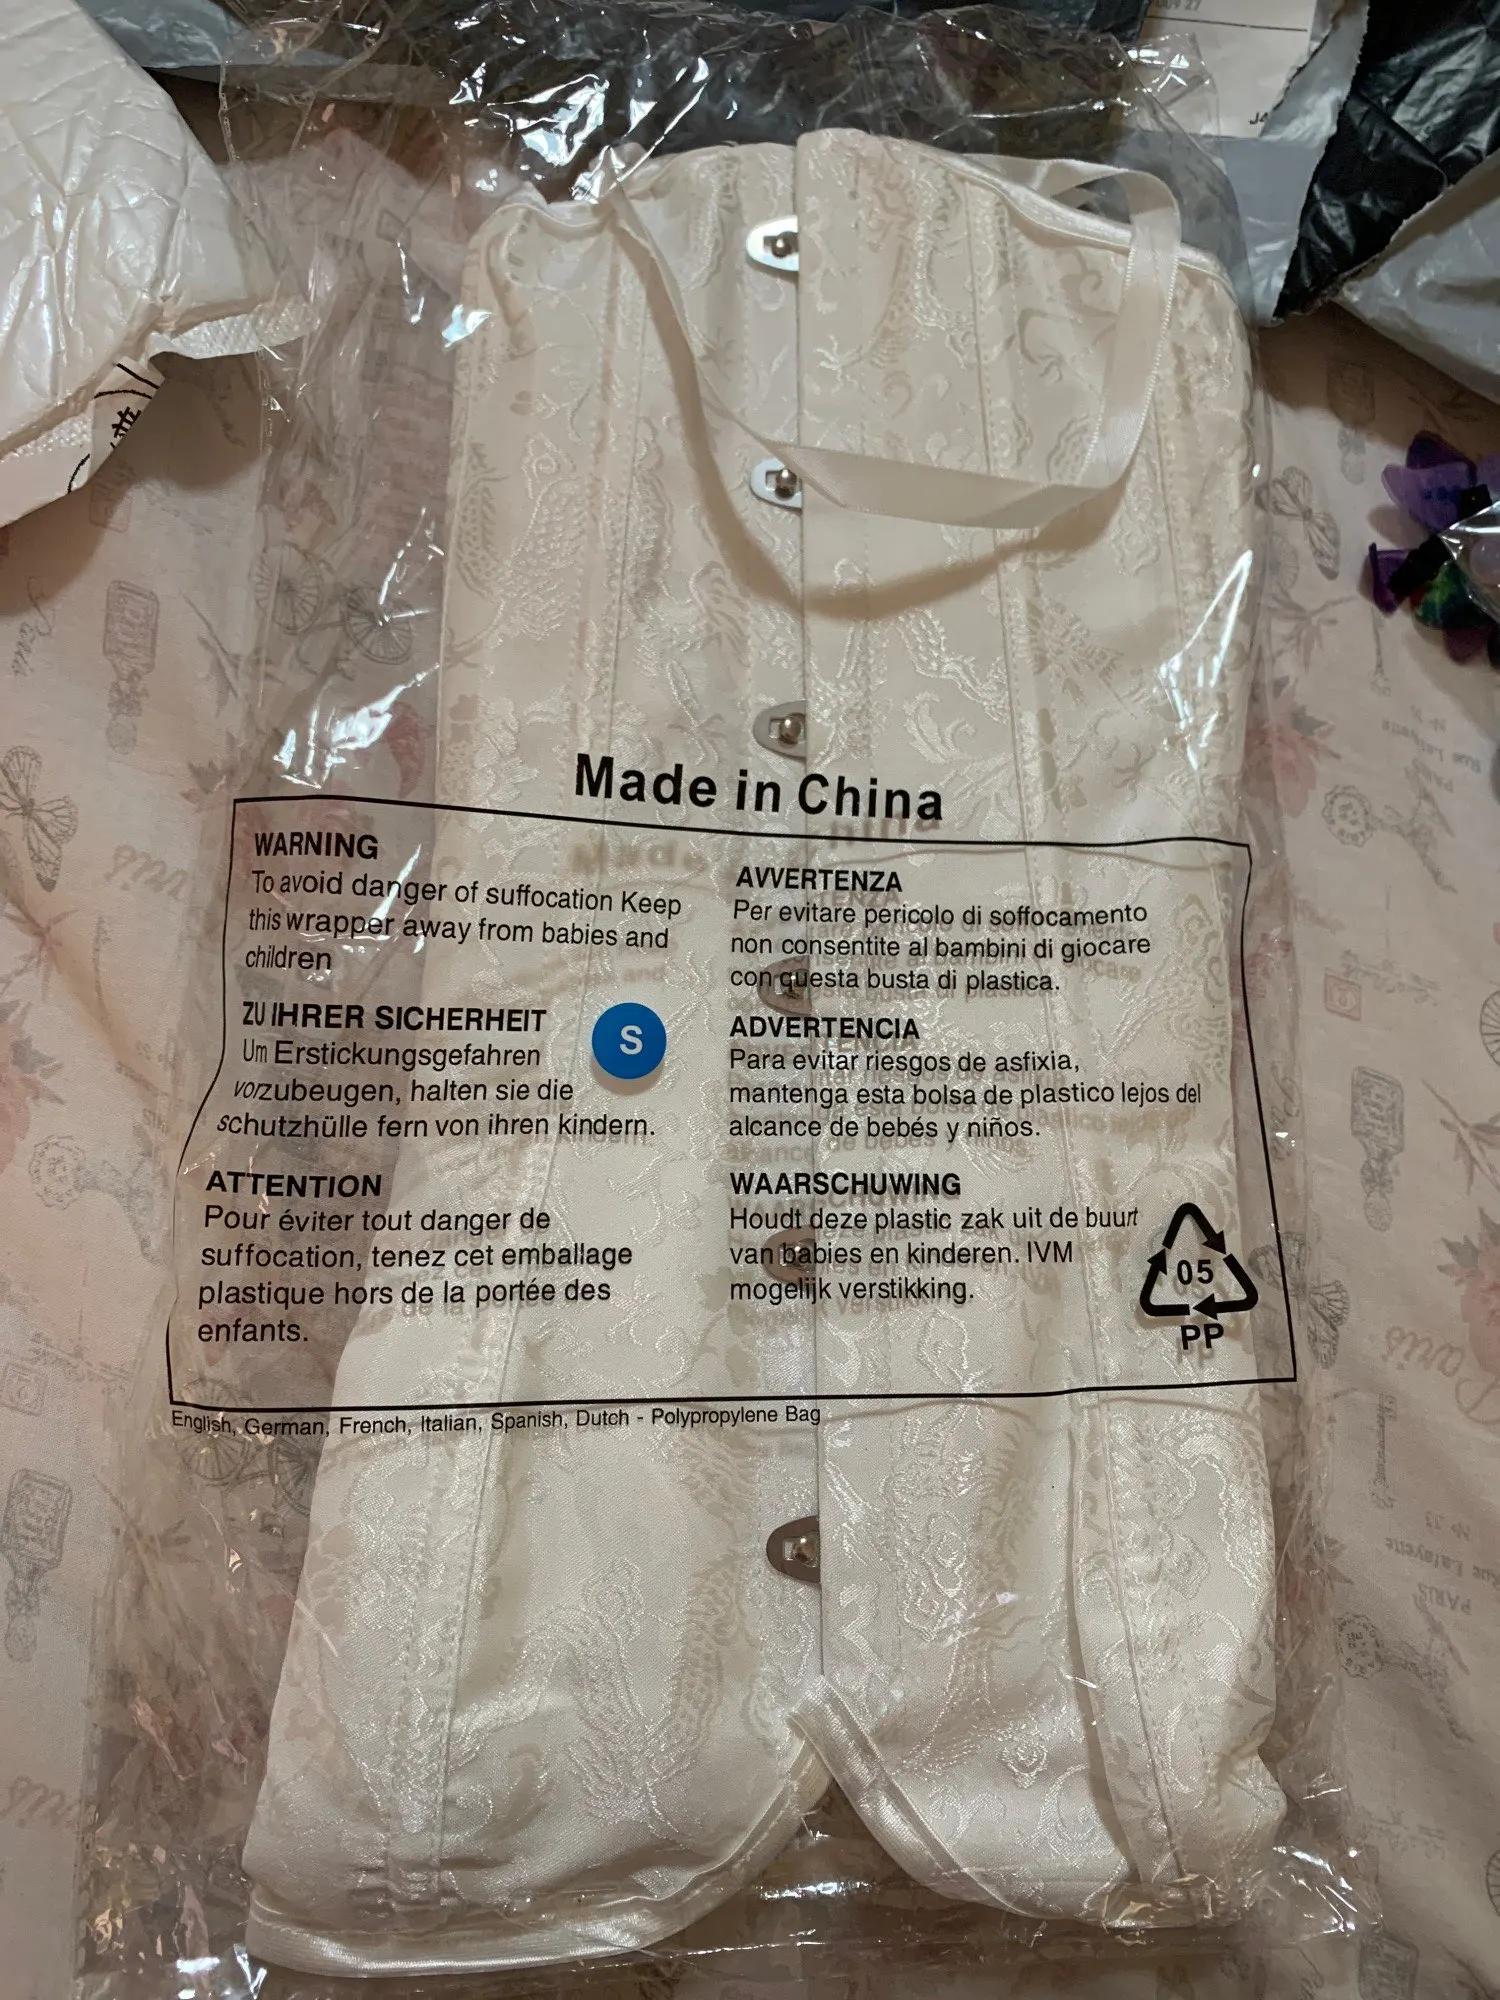 Made in China
WARNING
To avoid danger of suffocation Keep
this wrapper away from babies and
children
ZU IHRER SICHERHEIT
Um Erstickungsgefahren
vorzubeugen, halten sie die
schutzhülle fern von ihren kindern.
ATTENTION
Pour éviter tout danger de
suffocation, tenez cet emballage
plastique hors de la portée des
enfants.
S
AVVERTENZA
Per evitare pericolo di soffocamento
non consentite al bambini di giocare
con questa busta di plastica.
ADVERTENCIA
Para evitar riesgos de asfixia,
mantenga esta bolsa de plastico lejos del
alcance de bebés y niños.
WAARSCHUWING
Houdt deze plastic zak uit de buurt
van babies en kinderen. IVM
mogelijk verstikking.
05
PP
English, German, French, Italian, Spanish, Dutch - Polypropylene Bag
Paris
Rue Lafayette
PARIS